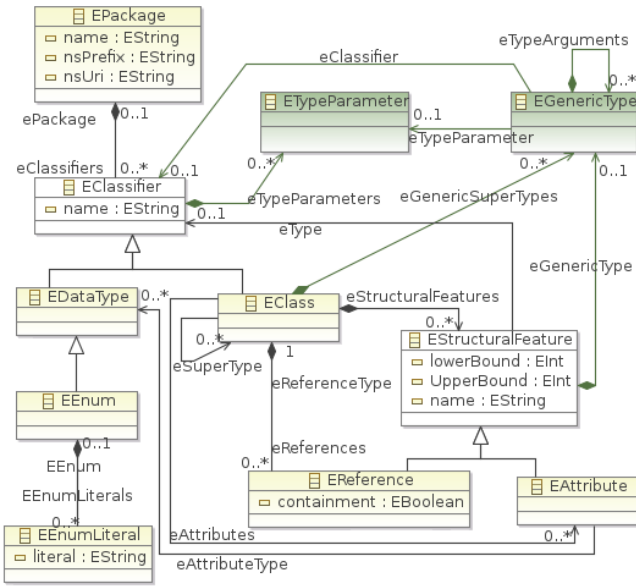 EPackage
name : EString
nsPrefix : EString
nsUri : EString
eTypeArguments
eClassifier
ETypeParameter
EGenericType
0..*
0..1
0..1
ePackage
eTypeParameter
eClassifiers
0..*
0..1
0..*
0..*
0..1
EClassifier
name : EString
0..1
eTypeParameters
eGenericSuperTypes
eType
eGenericType
EDataType
0..*
EClass
eStructuralFeatures
0..*
0..*
1
eSuperType
EStructuralFeature
lowerBound : EInt
UpperBound : EInt
name : EString
eReferenceType
EEnum
0..1
EEnum
eReferences
0..*
EEnumLiterals
EReference
containment : EBoolean
EAttribute
0..*
EEnumLiteral
literal : EString
eAttributes
0..*
eAttributeType